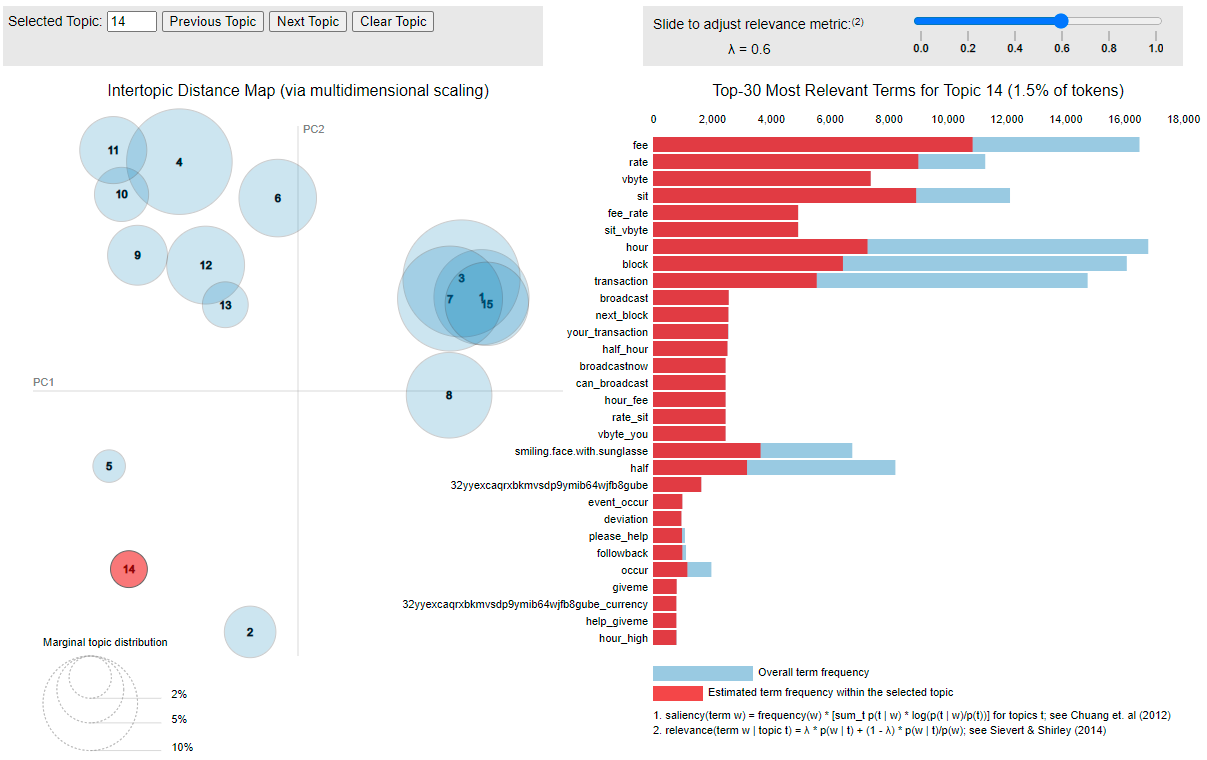 Selected Topic: 14 Previous Topic Next Topic Clear Topic
Slide to adjust relevance metric:(2)
λ = 0.6
0.0 0.2 0.4 0.6 0.8 1.0
Intertopic Distance Map (via multidimensional scaling)
PC2
PC1
11
4
10
6
9
12
13
3
7
1
15
8
5
14
2
Marginal topic distribution
2%
5%
10%
Top-30 Most Relevant Terms for Topic 14 (1.5% of tokens)
0 2,000 4,000 6,000 8,000 10,000 12,000 14,000 16,000 18,000
fee
rate
vbyte
sit
fee_rate
sit_vbyte
hour
block
transaction
broadcast
next_block
your_transaction
half_hour
broadcastnow
can_broadcast
hour_fee
rate_sit
vbyte_you
smiling.face.with.sunglasse
half
32yyexcaqrxbkmvsdp9ymib64wjfb8gube
event_occur
deviation
please_help
followback
occur
giveme
32yyexcaqrxbkmvsdp9ymib64wjfb8gube_currency
help_giveme
hour_high
Overall term frequency
Estimated term frequency within the selected topic
1. saliency(term w) = frequency(w) * [sum_t p(t | w) * log(p(t | w)/p(t))] for topics t; see Chuang et. al (2012)
2. relevance(term w | topic t) = λ * p(w | t) + (1 - λ) * p(w | t)/p(w); see Sievert & Shirley (2014)